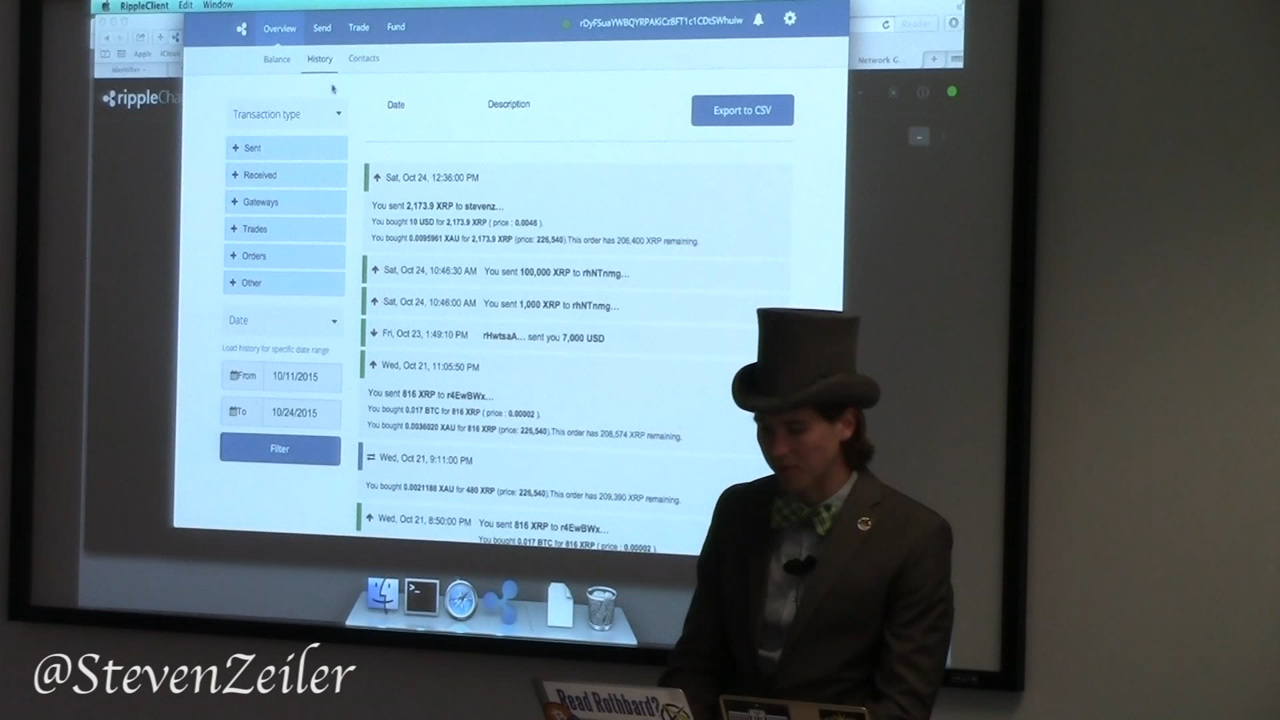 RippleClient Edit Window
Overview Send Trade Fund
Balance History Contacts
Reader
Network G...
Identifier
rippleCha
Transaction type
Date Description
Export to CSV
+ Sent
+ Received
+ Gateways
+ Trades
+ Orders
+ Other
Date
Load history for specific date range
From 10/11/2015
To 10/24/2015
Filter
Sat, Oct 24, 12:36:00 PM
You sent 2,173.9 XRP to stevenz...
You bought 10 USD for 2,173.9 XRP ( price : 0.0046 ).
You bought 0.0095961 XAU for 2,173.9 XRP (price: 226,540).This order has 206,400 XRP remaining.
Sat, Oct 24, 10:46:30 AM You sent 100,000 XRP to rhNTnmg...
Sat, Oct 24, 10:46:00 AM You sent 1,000 XRP to rhNTnmg...
Fri, Oct 23, 1:49:10 PM rHwtsaA... sent you 7,000 USD
Wed, Oct 21, 11:05:50 PM
You sent 816 XRP to r4EwBWx...
You bought 0.017 BTC for 816 XRP ( price : 0.00002 ).
You bought 0.0036020 XAU for 816 XRP (price: 226,540).This order has 208,574 XRP remaining.
Wed, Oct 21, 9:11:00 PM
You bought 0.0021188 XAU for 480 XRP (price: 226,540).This order has 209,390 XRP remaining.
Wed, Oct 21, 8:50:00 PM You sent 816 XRP to r4EwBWx...
You bought 0.017 BTC for 816 XRP ( price : 0.00002 ).
@StevenZeiler
Read Rothbard?